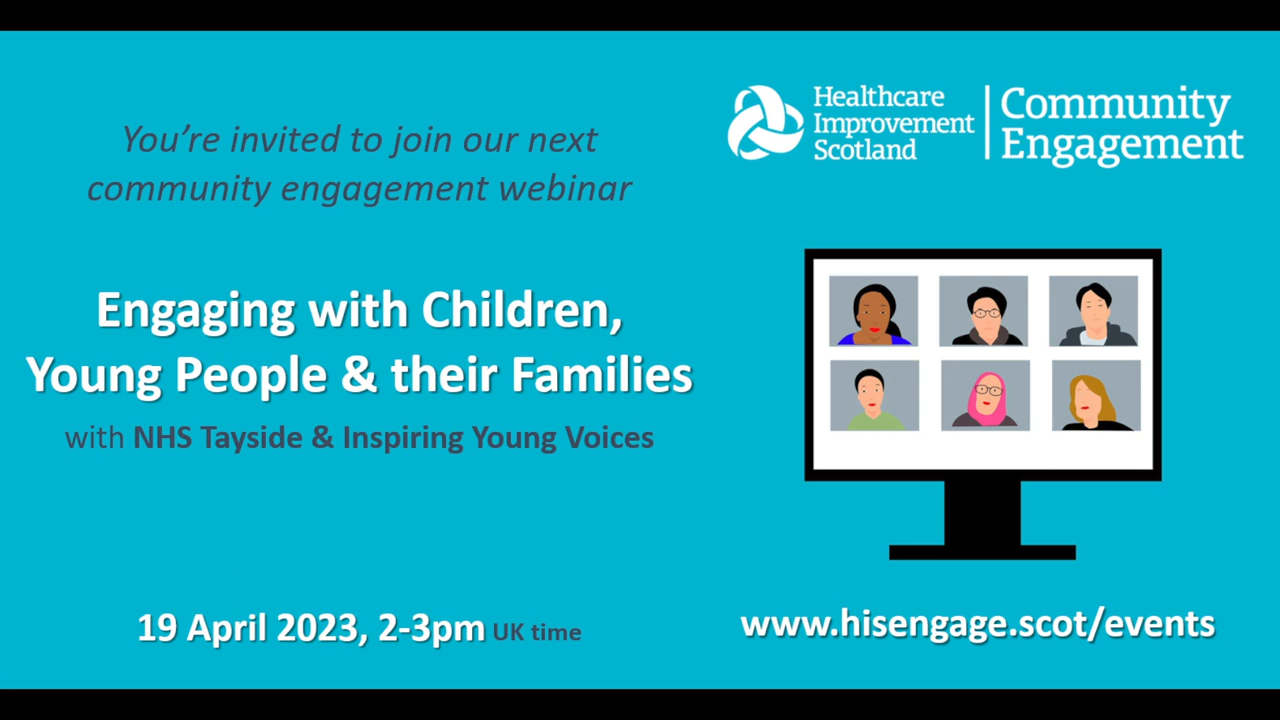 You're invited to join our next
community engagement webinar
Healthcare
Improvement
Scotland
Community
Engagement
Engaging with Children,
Young People & their Families
with NHS Tayside & Inspiring Young Voices
19 April 2023, 2-3pm UK time
www.hisengage.scot/events